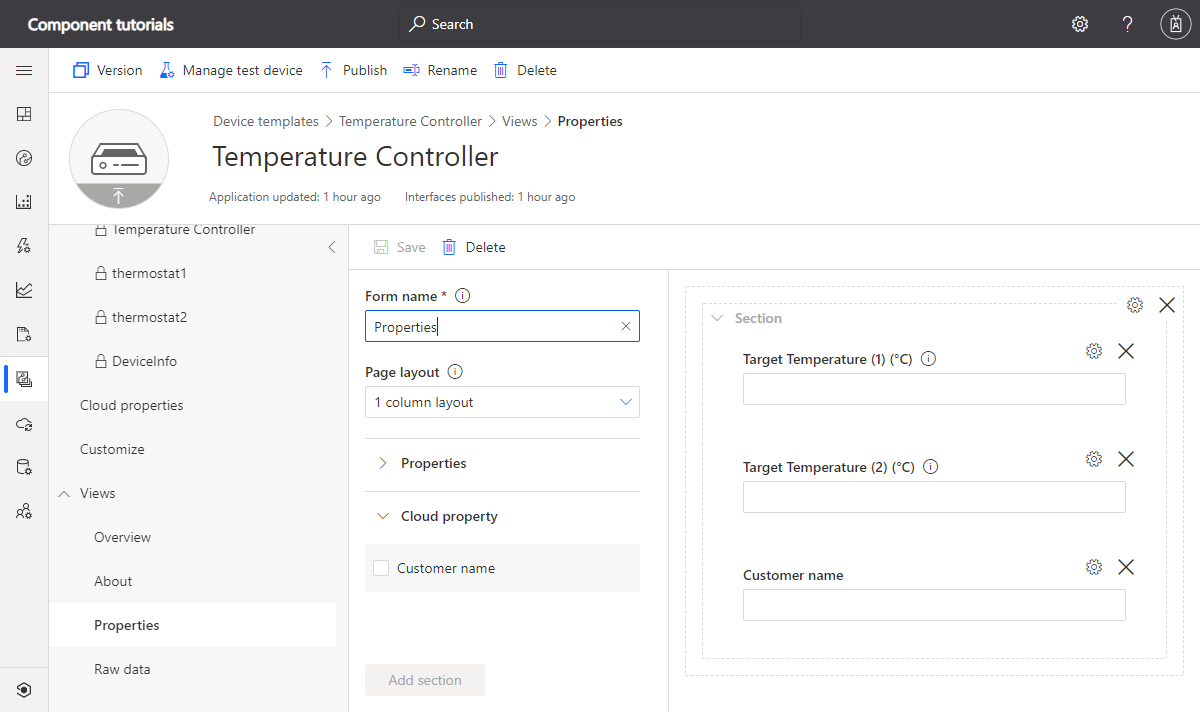 Component tutorials
Search
?
Version
Manage test device
Publish
Rename
Delete
Device templates > Temperature Controller > Views > Properties
Temperature Controller
Application updated: 1 hour ago
Interfaces published: 1 hour ago
Temperature Controller
thermostat1
thermostat2
DeviceInfo
Cloud properties
Customize
Views
Overview
About
Properties
Raw data
Save
Delete
Form name *
Properties
Page layout
1 column layout
Properties
Cloud property
Customer name
Add section
Section
Target Temperature (1) (°C)
Target Temperature (2) (°C)
Customer name